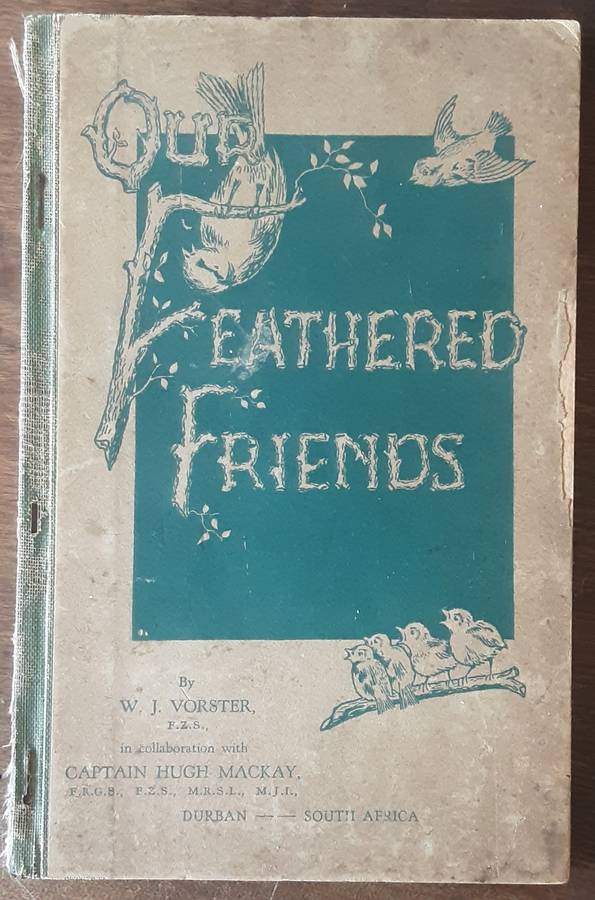 OUR
FEATHERED
FRIENDS
By
W. J. VORSTER,
F.Z.S.,
in collaboration with
CAPTAIN HUGH MACKAY,
F.R.G.S., F.Z.S., M.R.S.L., M.J.I.,
DURBAN — — SOUTH AFRICA